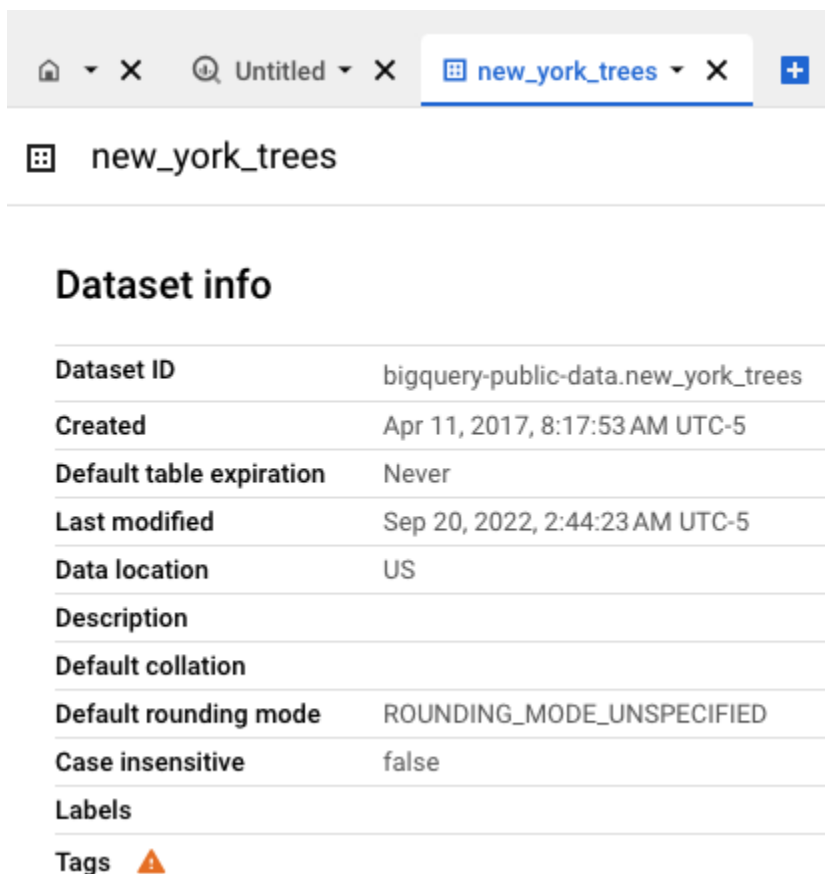 Untitled new_york_trees
new_york_trees
Dataset info
Dataset ID bigquery-public-data.new_york_trees
Created Apr 11, 2017, 8:17:53 AM UTC-5
Default table expiration Never
Last modified Sep 20, 2022, 2:44:23 AM UTC-5
Data location US
Description
Default collation
Default rounding mode ROUNDING_MODE_UNSPECIFIED
Case insensitive false
Labels
Tags